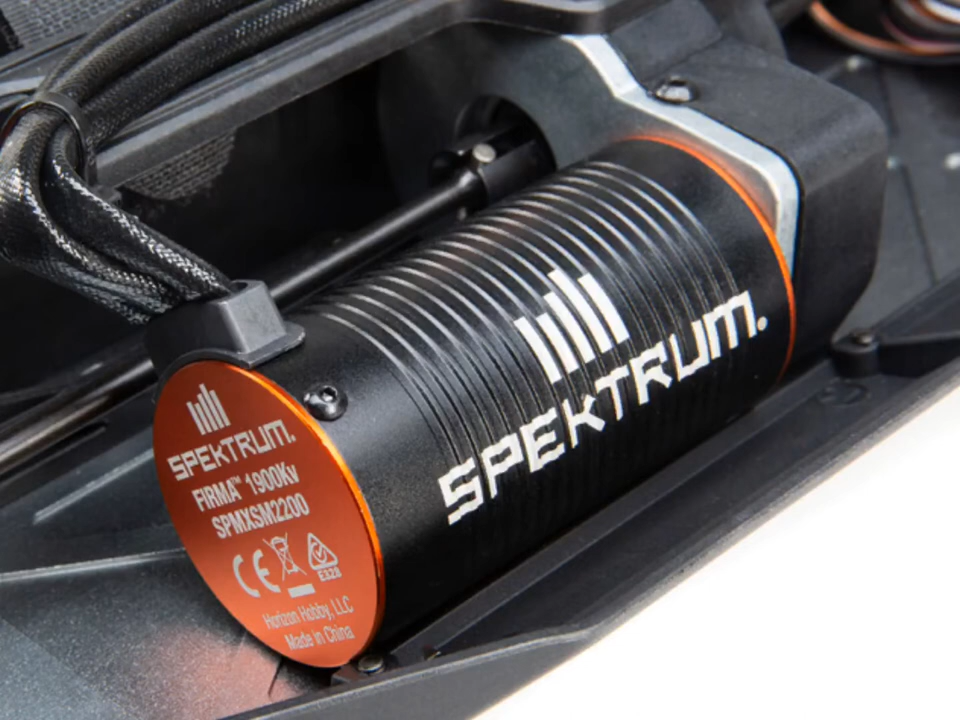 SPEKTRUM.
SPEKTRUM.
FIRMA™ 1900Kv
SPMXSM2200
CE
E328
Horizon Hobby, LLC
Made in China